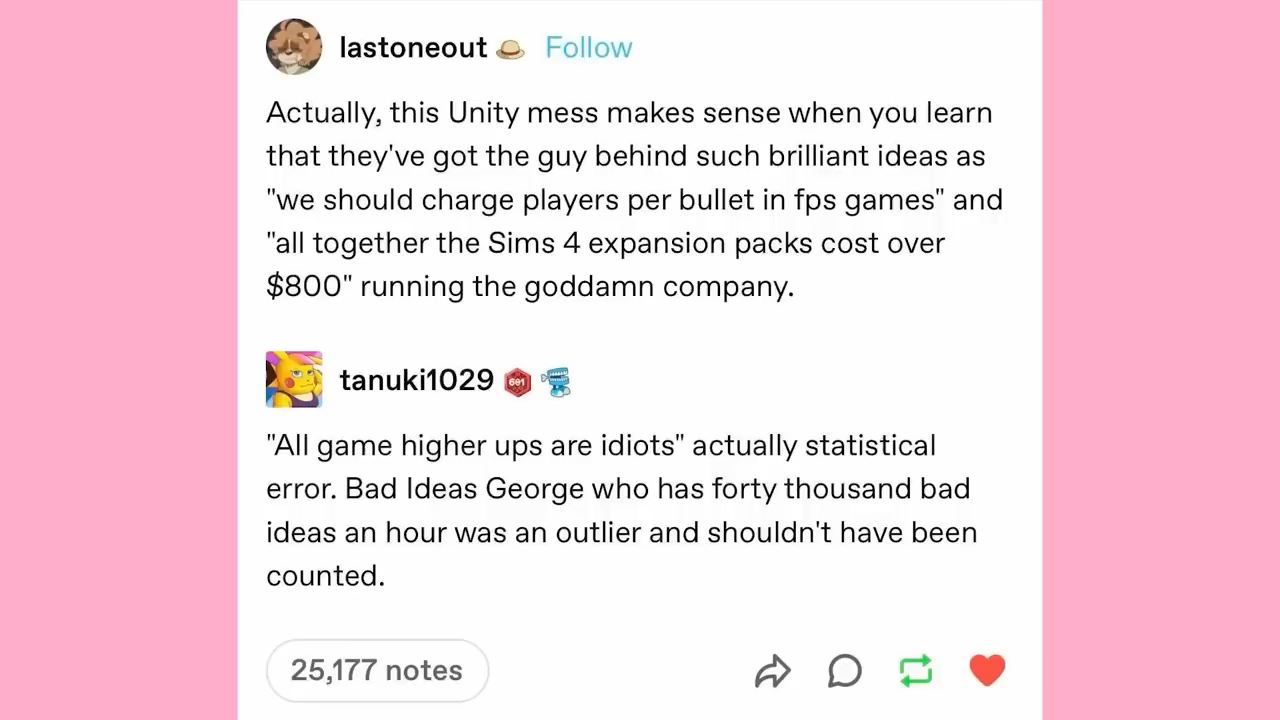 lastoneout Follow
Actually, this Unity mess makes sense when you learn
that they've got the guy behind such brilliant ideas as
"we should charge players per bullet in fps games" and
"all together the Sims 4 expansion packs cost over
$800" running the goddamn company.
tanuki1029 601
"All game higher ups are idiots" actually statistical
error. Bad Ideas George who has forty thousand bad
ideas an hour was an outlier and shouldn't have been
counted.
25,177 notes